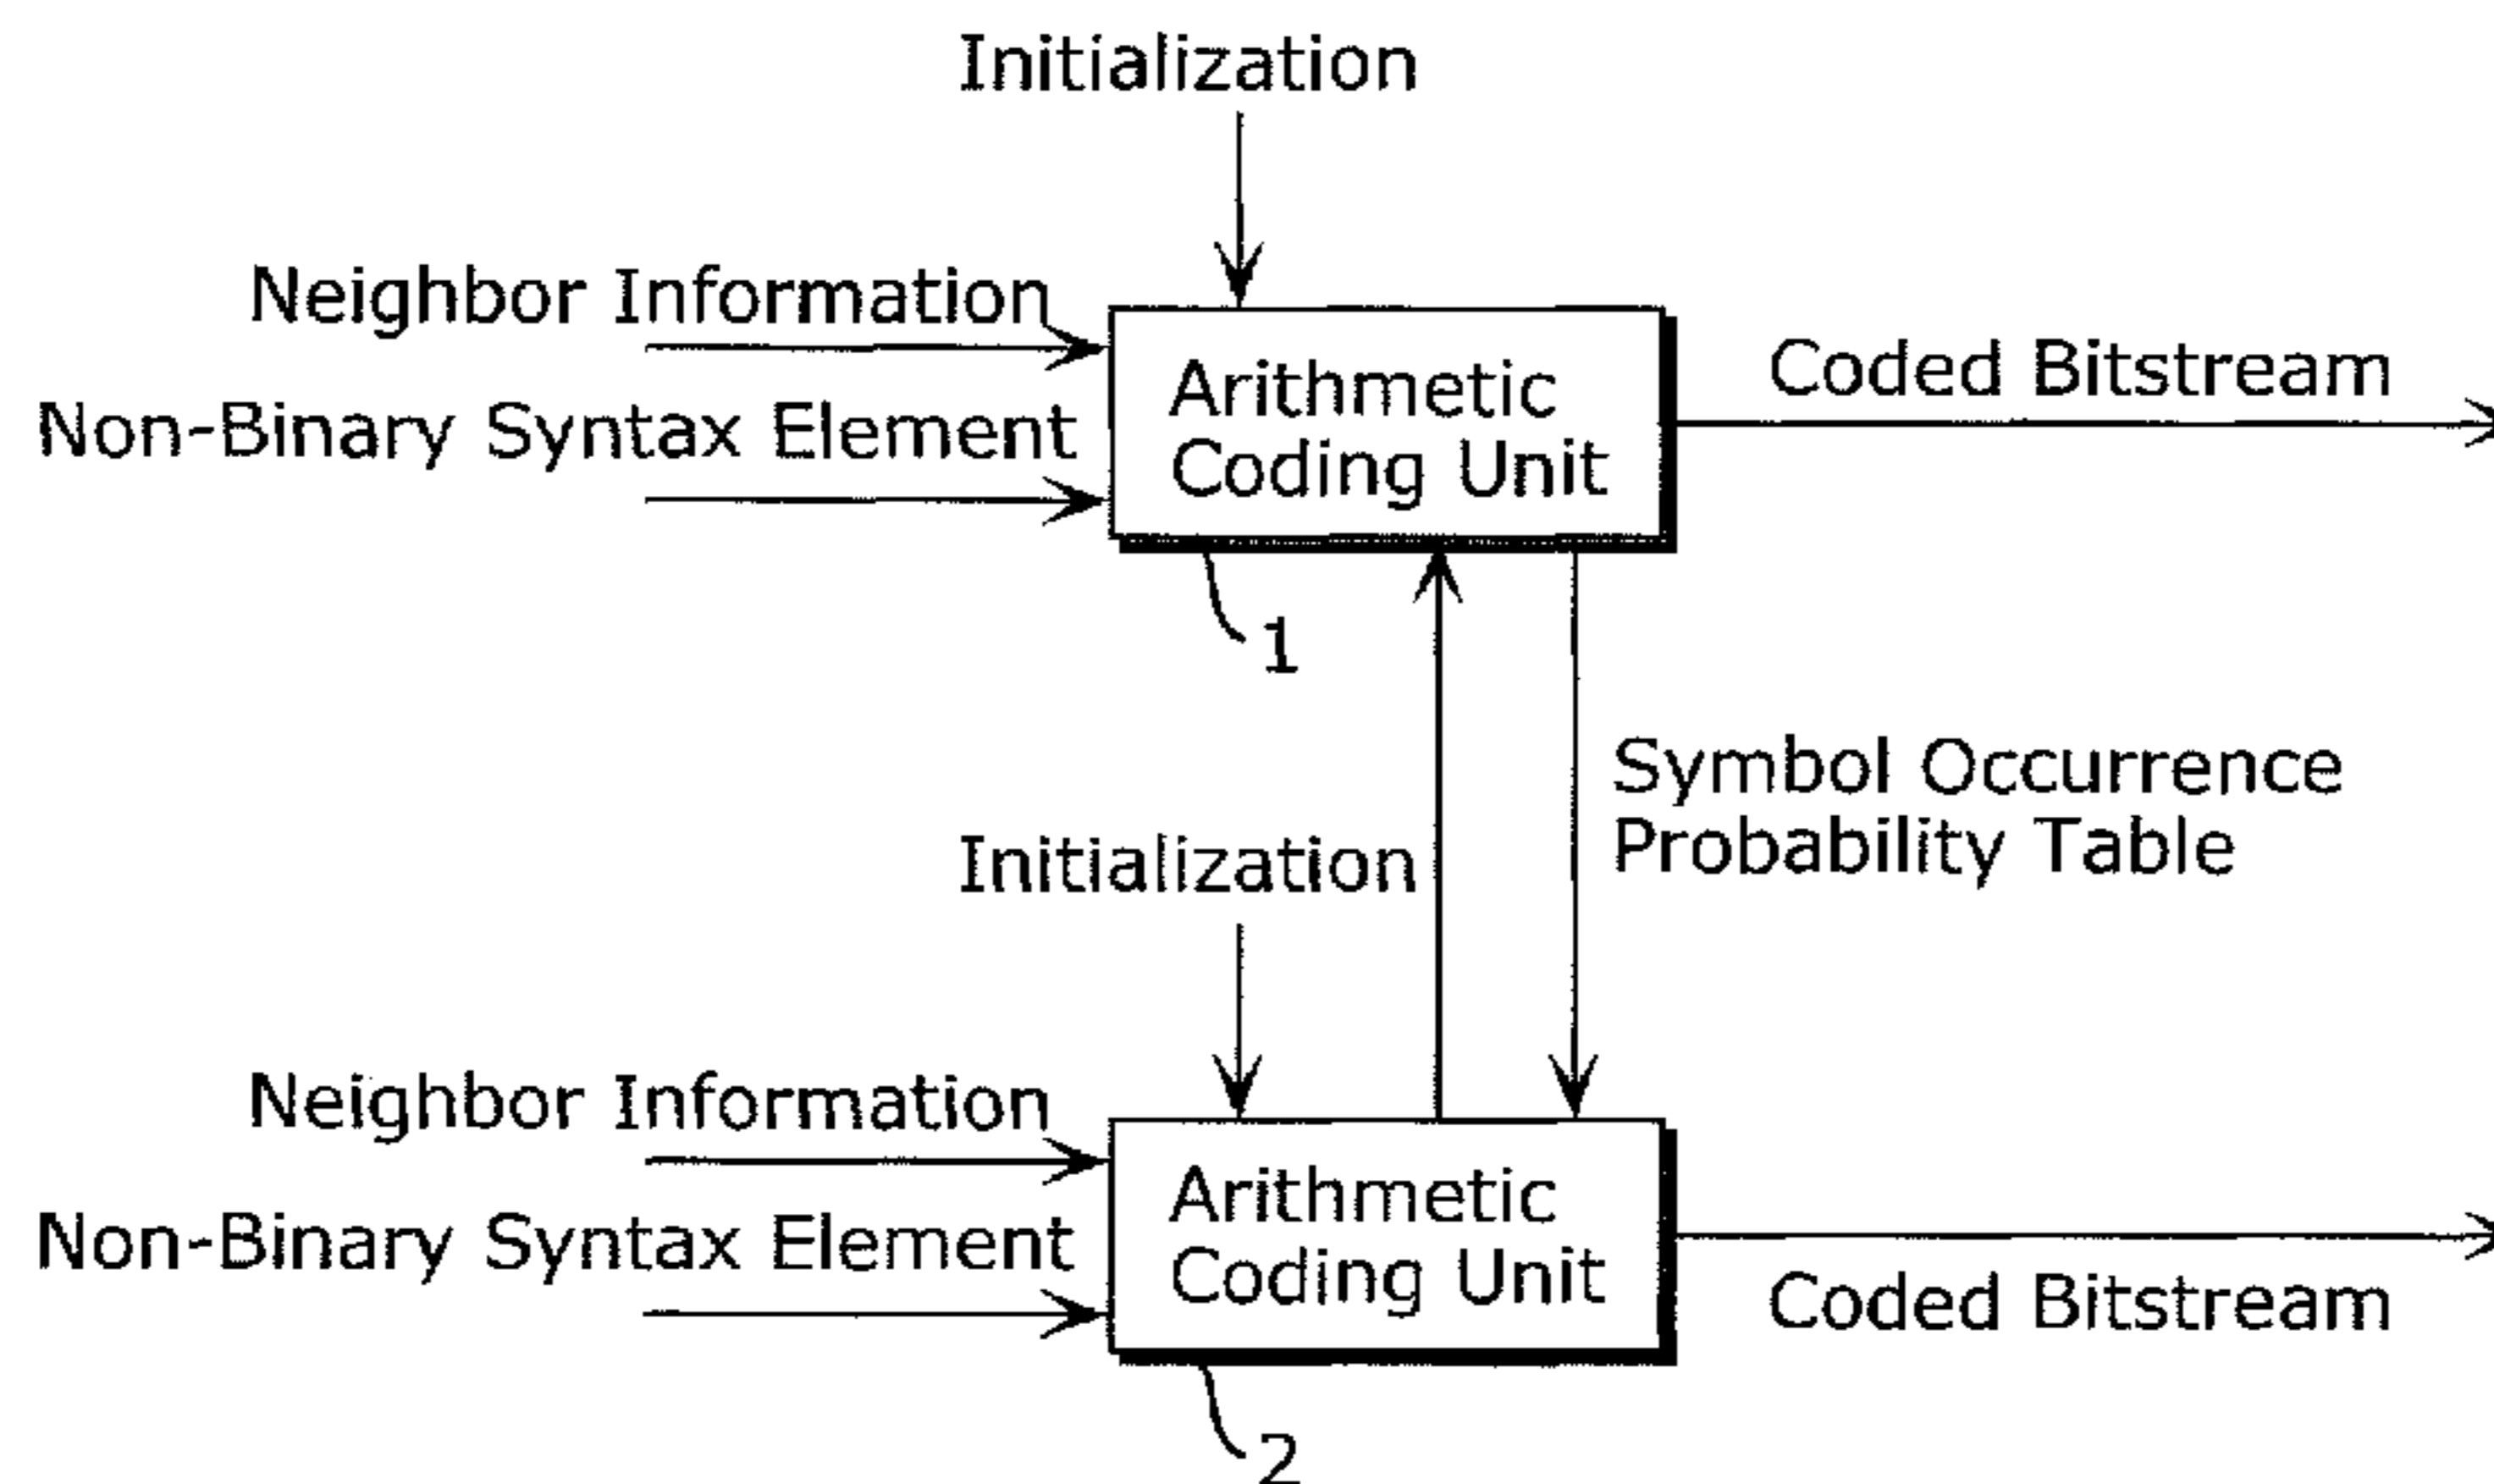 Initialization
Neighbor Information
Non-Binary Syntax Element
Arithmetic
Coding Unit
Coded Bitstream
1
Symbol Occurrence
Probability Table
Initialization
Neighbor Information
Non-Binary Syntax Element
Arithmetic
Coding Unit
Coded Bitstream
2